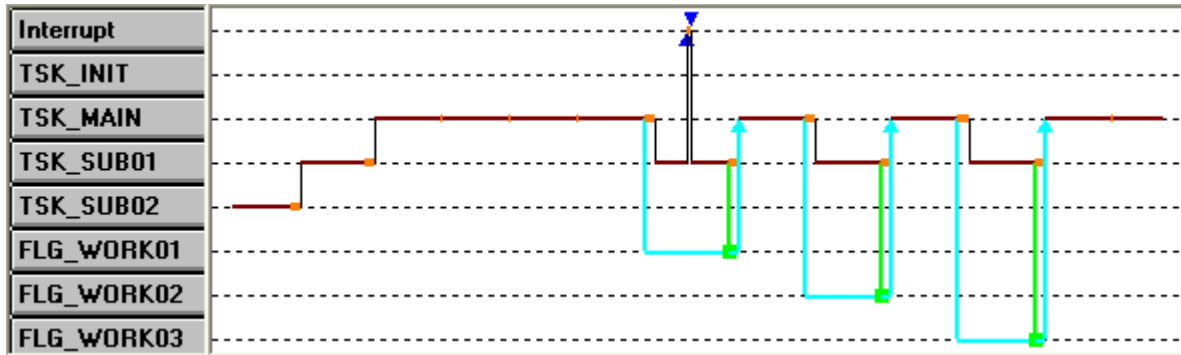 Interrupt
TSK_INIT
TSK_MAIN
TSK_SUB01
TSK_SUB02
FLG_WORK01
FLG_WORK02
FLG_WORK03